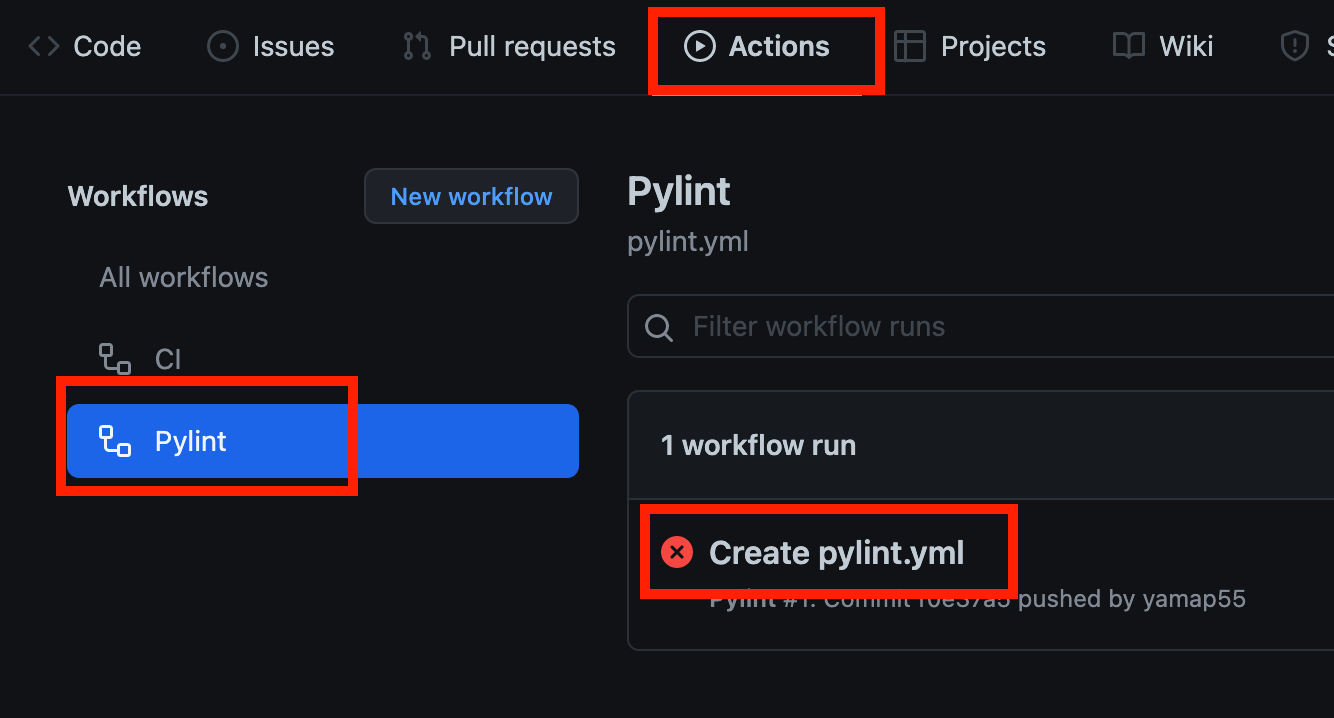 Code Issues Pull requests Actions Projects Wiki
Workflows
New workflow
All workflows
CI
Pylint
Pylint
pylint.yml
Filter workflow runs
1 workflow run
Create pylint.yml
Pylint #1: Commit f0e37a5 pushed by yamap55